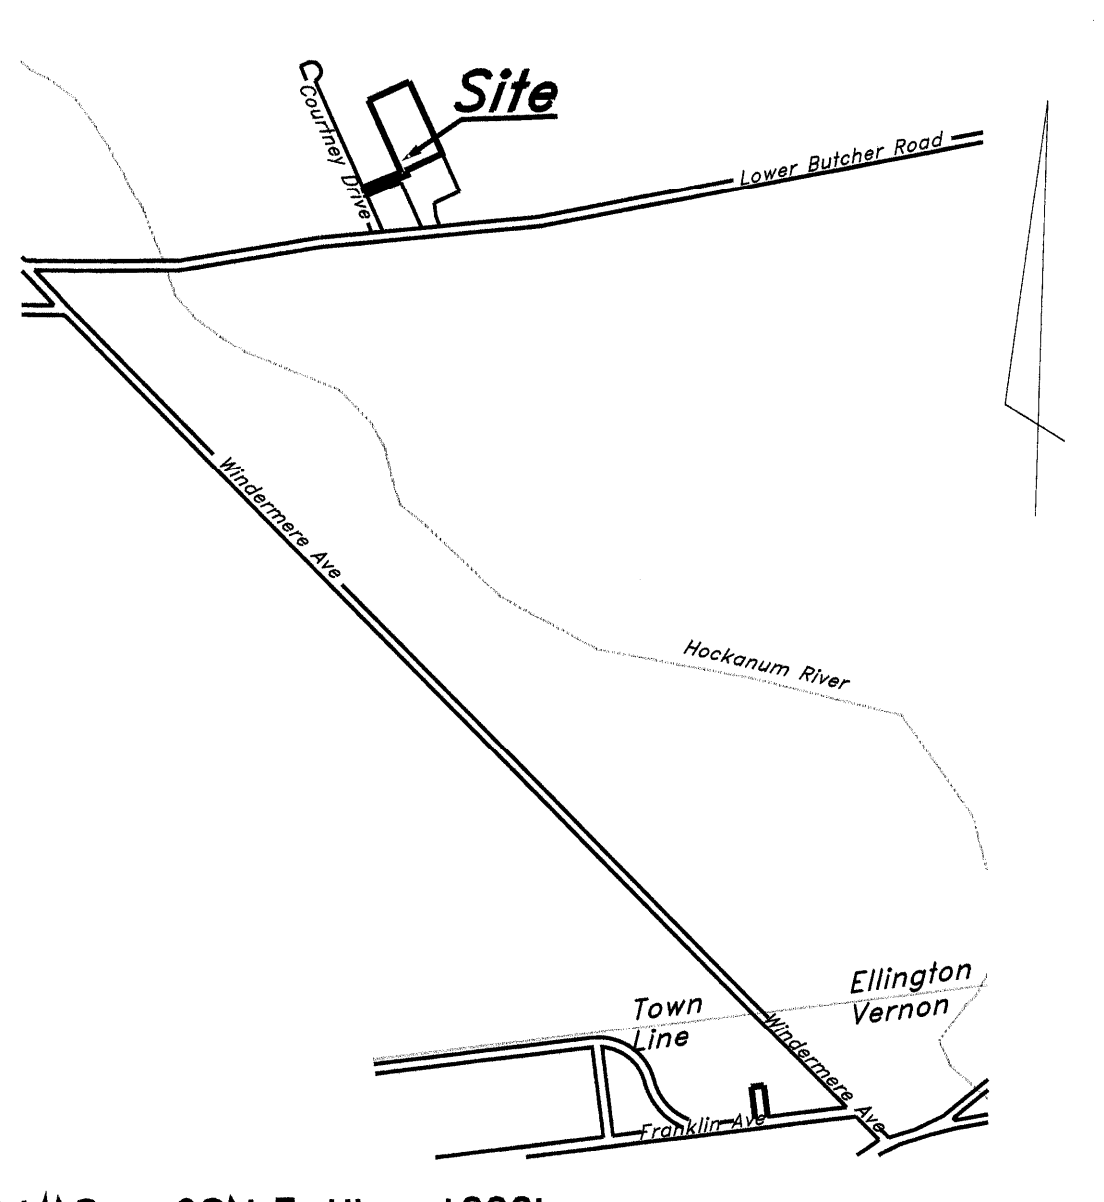 Site
Courtney Drive
Lower Butcher Road
Windermere Ave
Hockanum River
Ellington
Town
Vernon
Line
Windermere Ave
Franklin Ave